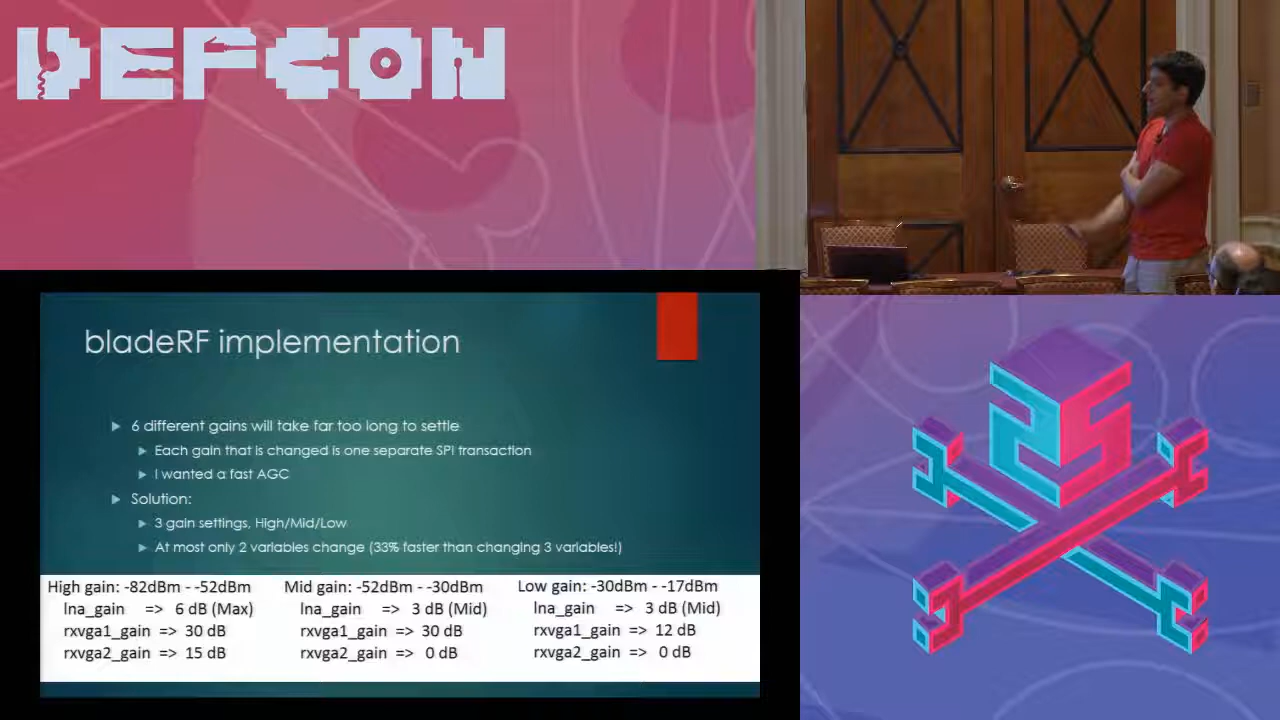 DEFCON
bladeRF implementation
6 different gains will take far too long to settle
Each gain that is changed is one separate SPI transaction
I wanted a fast AGC
Solution:
3 gain settings, High/Mid/Low
At most only 2 variables change (33% faster than changing 3 variables!)
High gain: -82dBm - -52dBm
lna_gain => 6 dB (Max)
rxvga1_gain => 30 dB
rxvga2_gain => 15 dB
Mid gain: -52dBm - -30dBm
lna_gain => 3 dB (Mid)
rxvga1_gain => 30 dB
rxvga2_gain => 0 dB
Low gain: -30dBm - -17dBm
lna_gain => 3 dB (Mid)
rxvga1_gain => 12 dB
rxvga2_gain => 0 dB
25